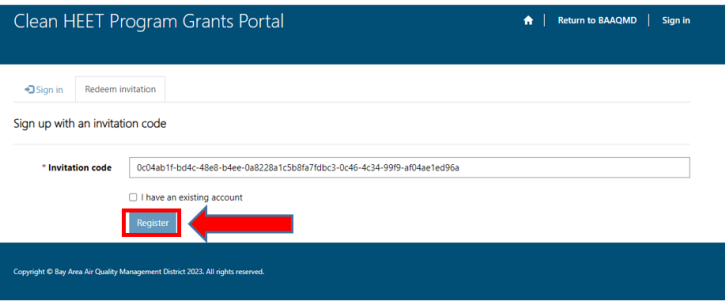 Clean HEET Program Grants Portal
Return to BAAQMD
Sign in
Sign in
Redeem invitation
Sign up with an invitation code
* Invitation code
0c04ab1f-bd4c-48e8-b4ee-0a8228a1c5b8fa7fdbc3-0c46-4c34-99f9-af04ae1ed96a
I have an existing account
Register
Copyright © Bay Area Air Quality Management District 2023. All rights reserved.